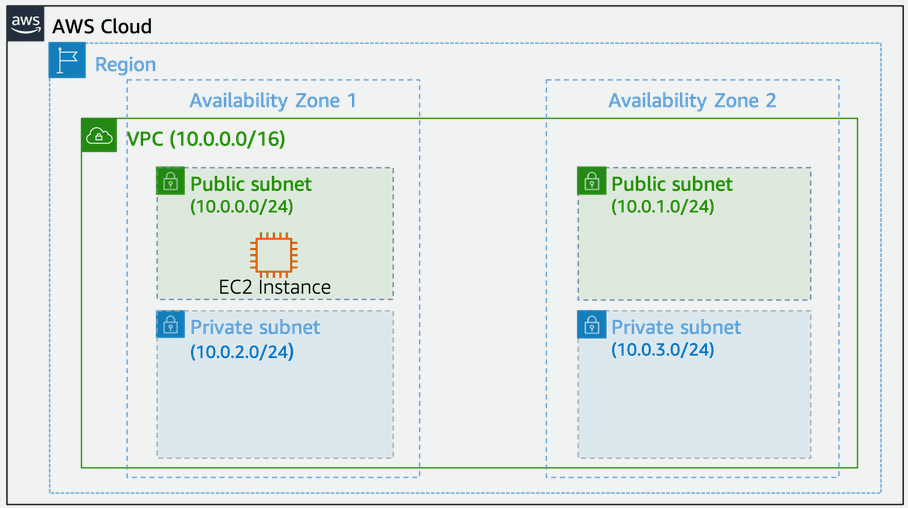 aws
AWS Cloud
Region
Availability Zone 1
Availability Zone 2
VPC (10.0.0.0/16)
Public subnet
(10.0.0.0/24)
EC2 Instance
Public subnet
(10.0.1.0/24)
Private subnet
(10.0.2.0/24)
Private subnet
(10.0.3.0/24)